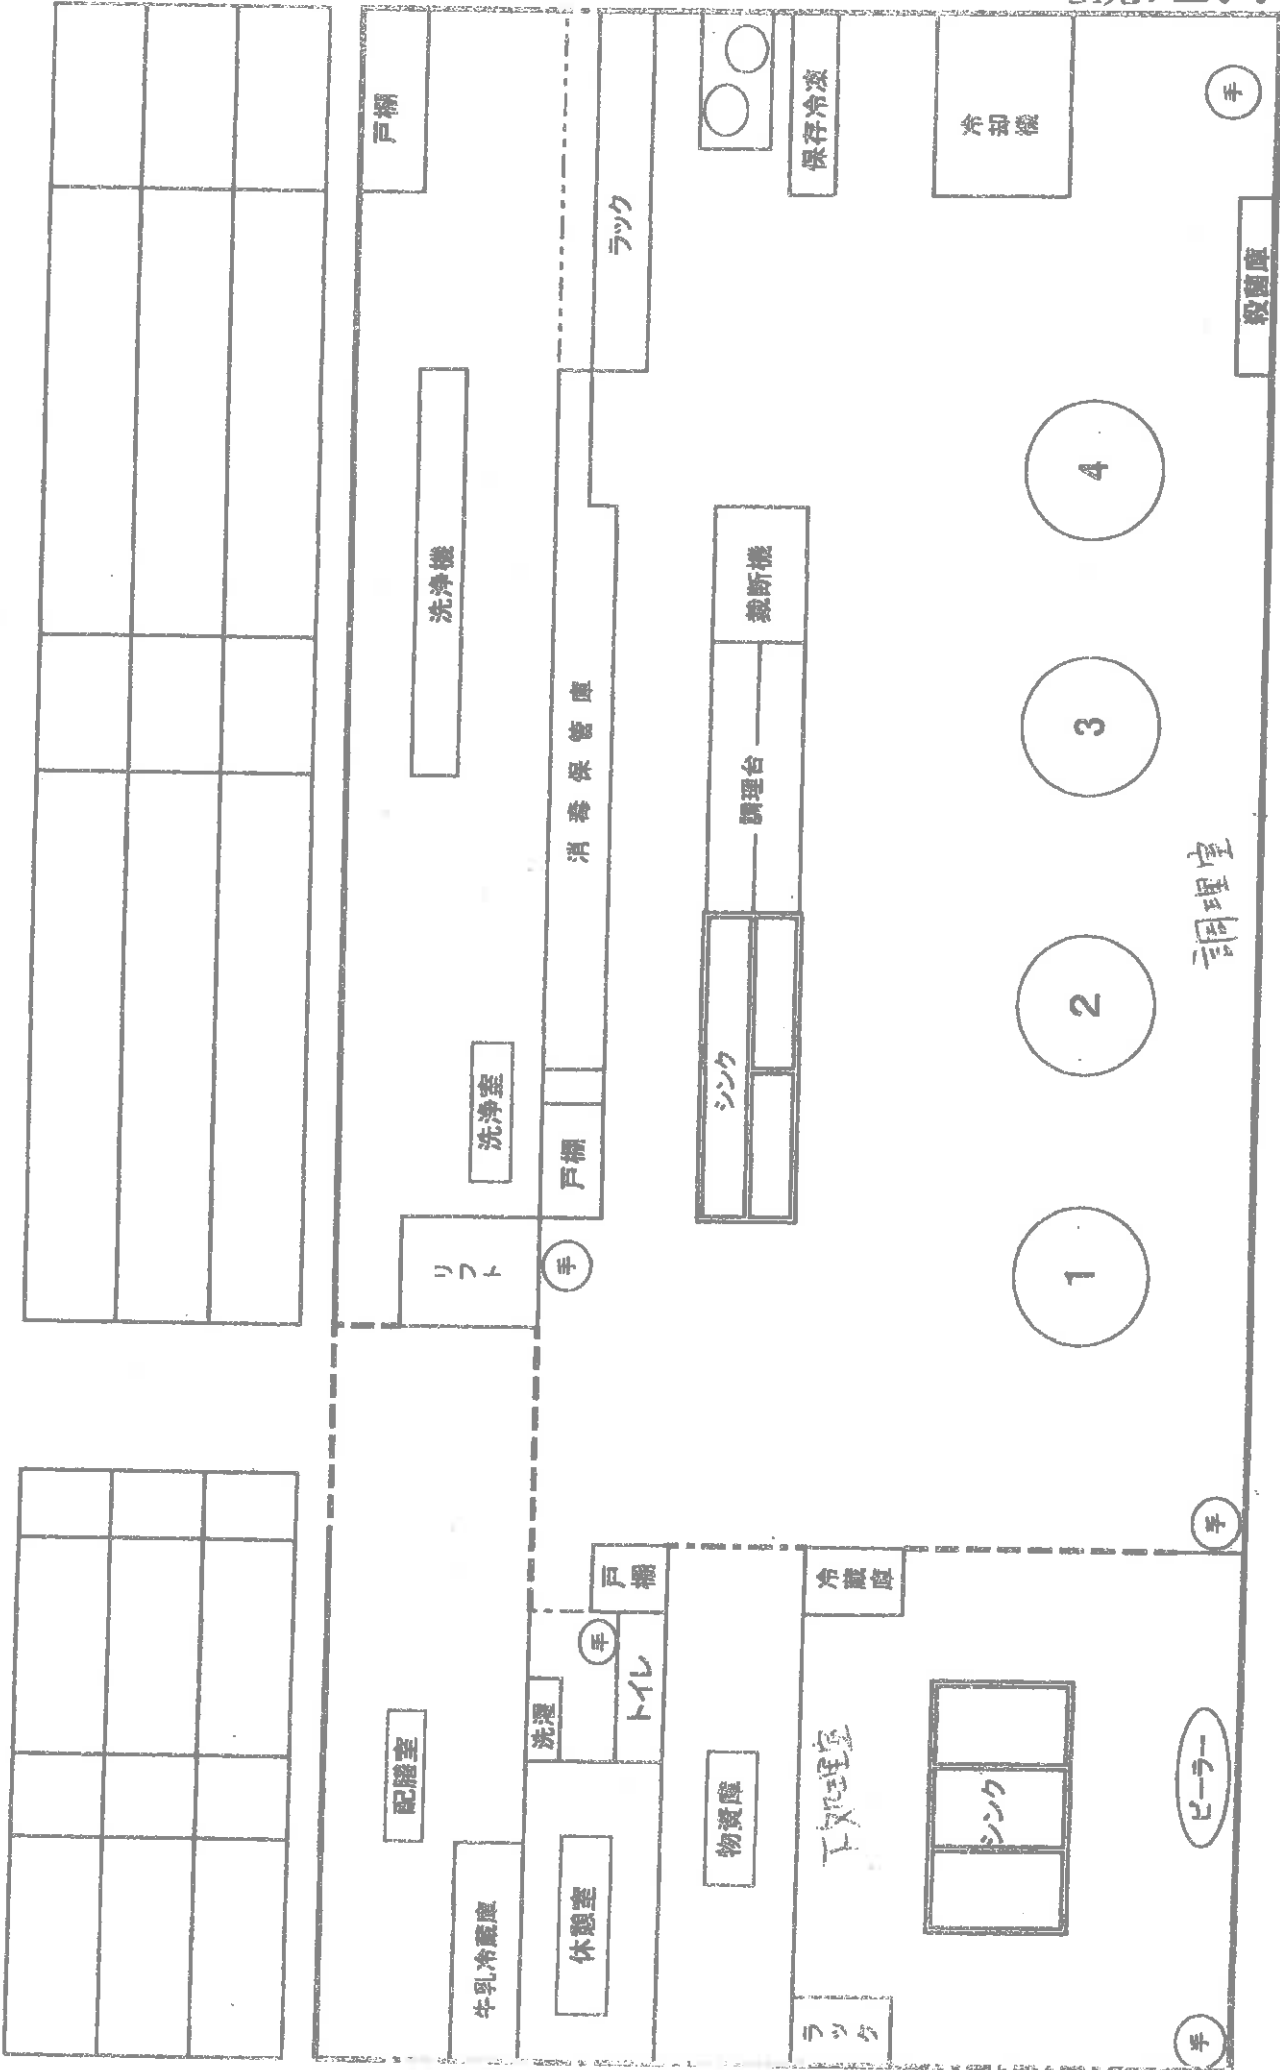 戸棚
ラック
保存冷凍
冷却機
手
殺菌庫
洗浄機
消毒保管庫
裁断機
調理台
シンク
4
3
2
1
調理室
洗浄室
戸棚
リフト
手
手
戸棚
冷蔵庫
手
トイレ
洗濯
配膳室
牛乳冷蔵庫
休憩室
物資庫
下処理室
シンク
ピーラー
ラック
手